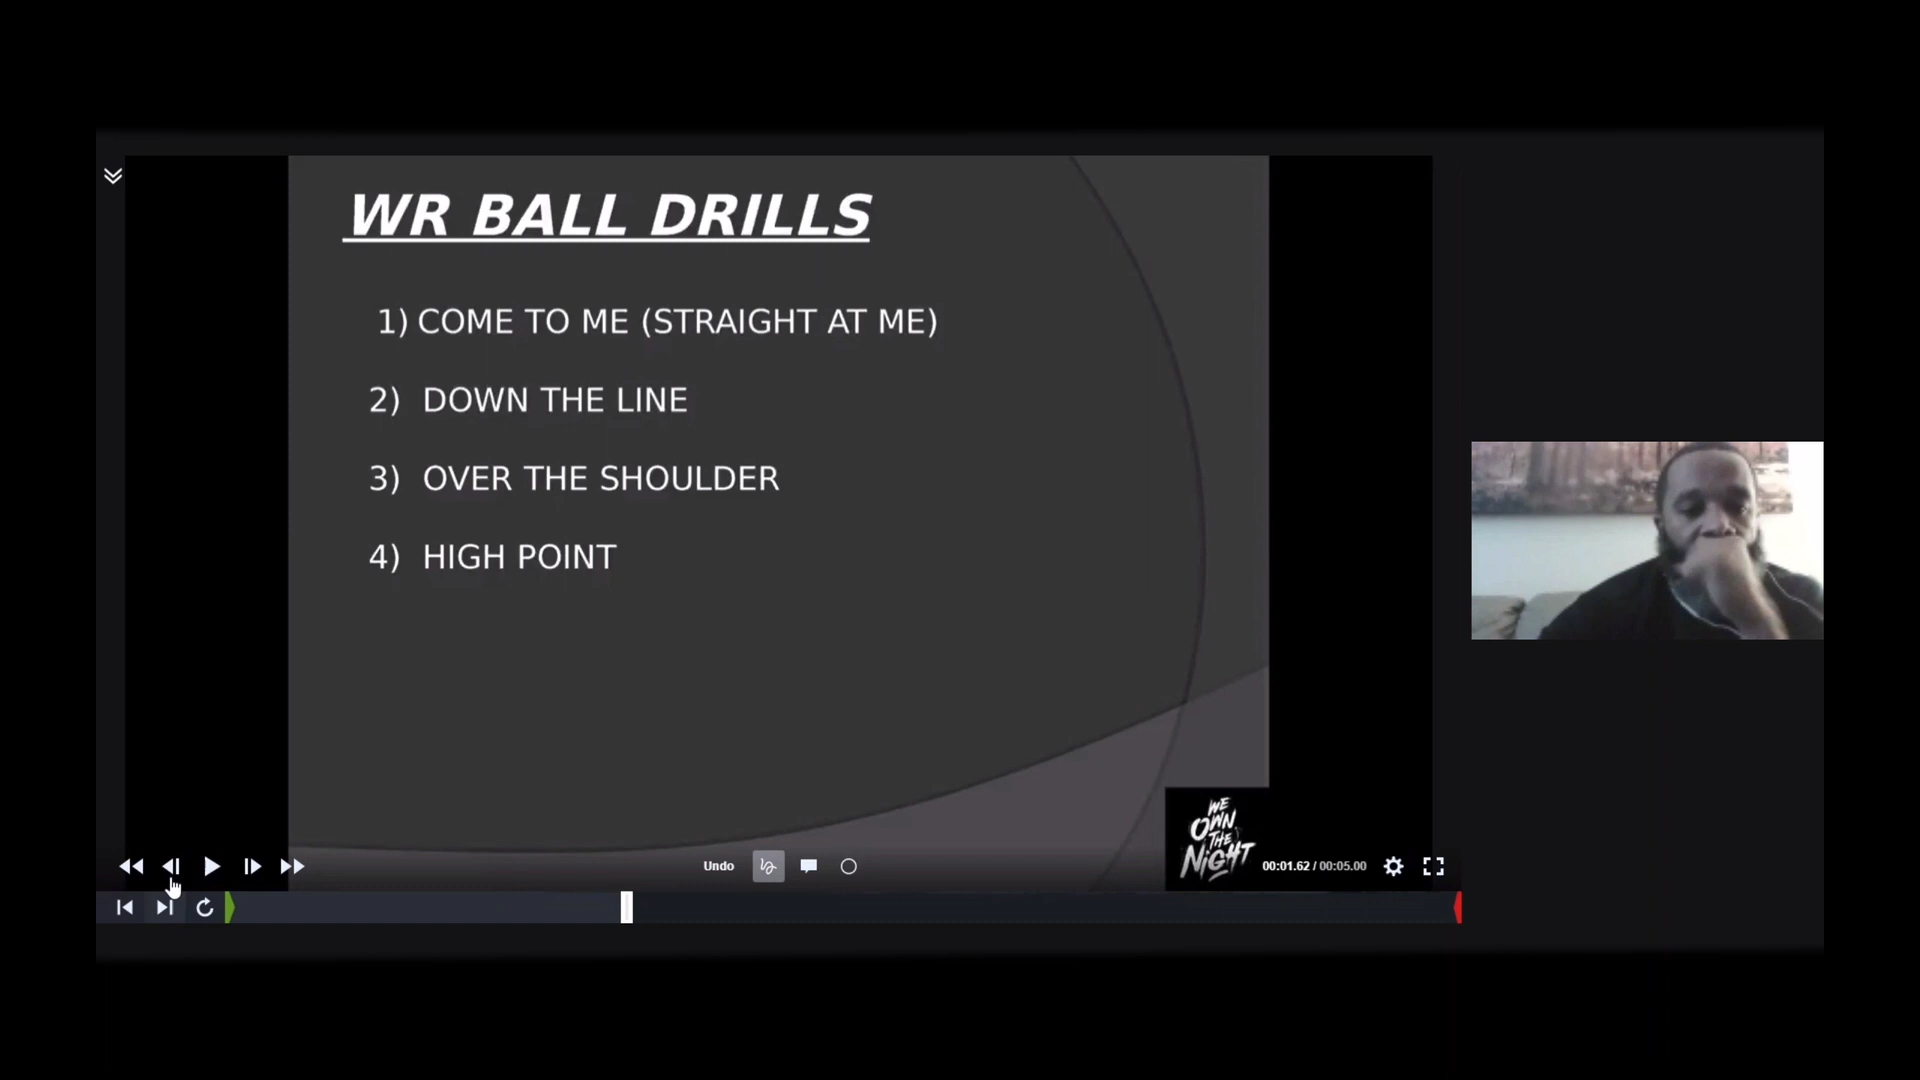 WR BALL DRILLS
1) COME TO ME (STRAIGHT AT ME)
2) DOWN THE LINE
3) OVER THE SHOULDER
4) HIGH POINT
WE
OWN
THE
NIGHT
Undo
00:01.62 / 00:05.00